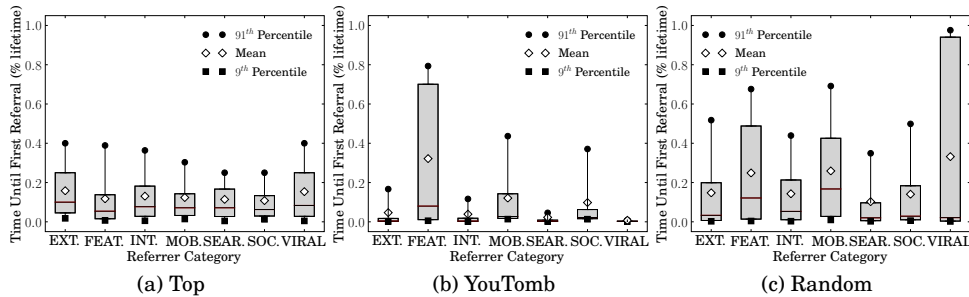 Time Until First Referral (% lifetime)
1.0
0.8
0.6
0.4
0.2
0.0
91th Percentile
Mean
9th Percentile
EXT. FEAT. INT. MOB. SEAR. SOC. VIRAL
Referrer Category
(a) Top
Time Until First Referral (% lifetime)
1.0
0.8
0.6
0.4
0.2
0.0
91th Percentile
Mean
9th Percentile
EXT. FEAT. INT. MOB. SEAR. SOC. VIRAL
Referrer Category
(b) YouTomb
Time Until First Referral (% lifetime)
1.0
0.8
0.6
0.4
0.2
0.0
91th Percentile
Mean
9th Percentile
EXT. FEAT. INT. MOB. SEAR. SOC. VIRAL
Referrer Category
(c) Random